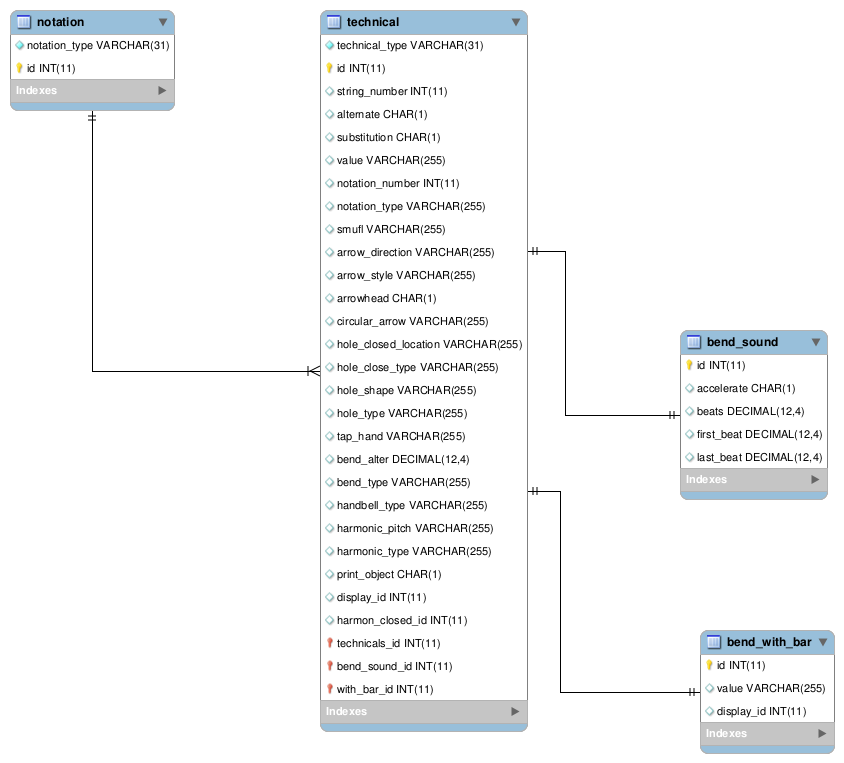 notation
notation_type VARCHAR(31)
id INT(11)
Indexes
technical
technical_type VARCHAR(31)
id INT(11)
string_number INT(11)
alternate CHAR(1)
substitution CHAR(1)
value VARCHAR(255)
notation_number INT(11)
notation_type VARCHAR(255)
smufl VARCHAR(255)
arrow_direction VARCHAR(255)
arrow_style VARCHAR(255)
arrowhead CHAR(1)
circular_arrow VARCHAR(255)
hole_closed_location VARCHAR(255)
hole_close_type VARCHAR(255)
hole_shape VARCHAR(255)
hole_type VARCHAR(255)
tap_hand VARCHAR(255)
bend_alter DECIMAL(12,4)
bend_type VARCHAR(255)
handbell_type VARCHAR(255)
harmonic_pitch VARCHAR(255)
harmonic_type VARCHAR(255)
print_object CHAR(1)
display_id INT(11)
harmon_closed_id INT(11)
technicals_id INT(11)
bend_sound_id INT(11)
with_bar_id INT(11)
Indexes
bend_sound
id INT(11)
accelerate CHAR(1)
beats DECIMAL(12,4)
first_beat DECIMAL(12,4)
last_beat DECIMAL(12,4)
Indexes
bend_with_bar
id INT(11)
value VARCHAR(255)
display_id INT(11)
Indexes